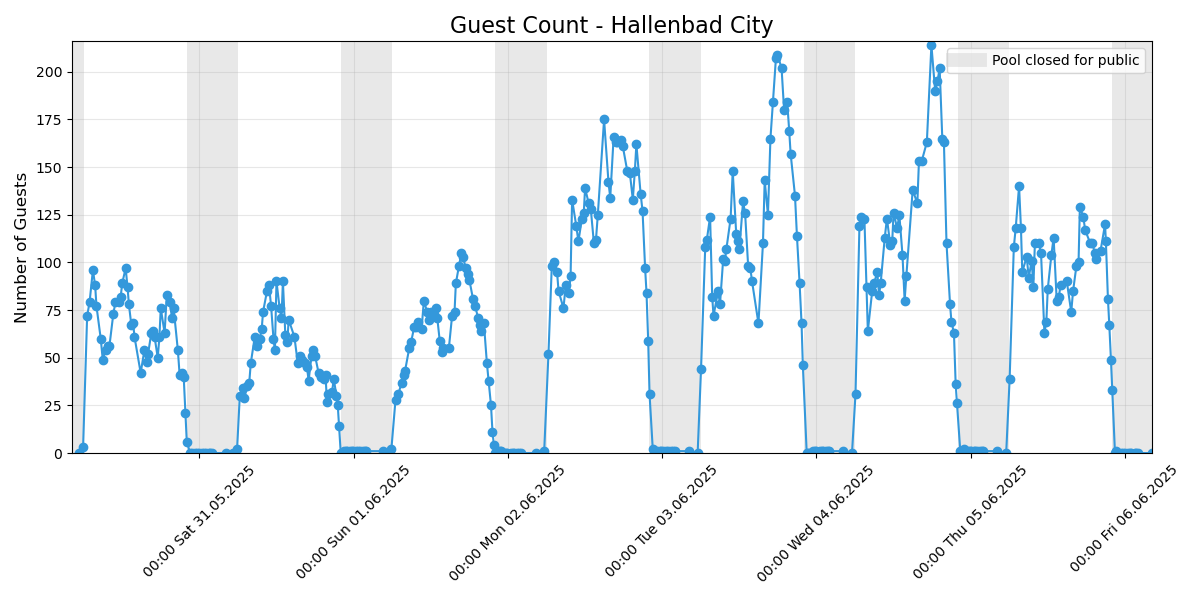 Guest Count - Hallenbad City
Pool closed for public
Number of Guests
200
175
150
125
100
75
50
25
0
00:00 Sat 31.05.2025
00:00 Sun 01.06.2025
00:00 Mon 02.06.2025
00:00 Tue 03.06.2025
00:00 Wed 04.06.2025
00:00 Thu 05.06.2025
00:00 Fri 06.06.2025